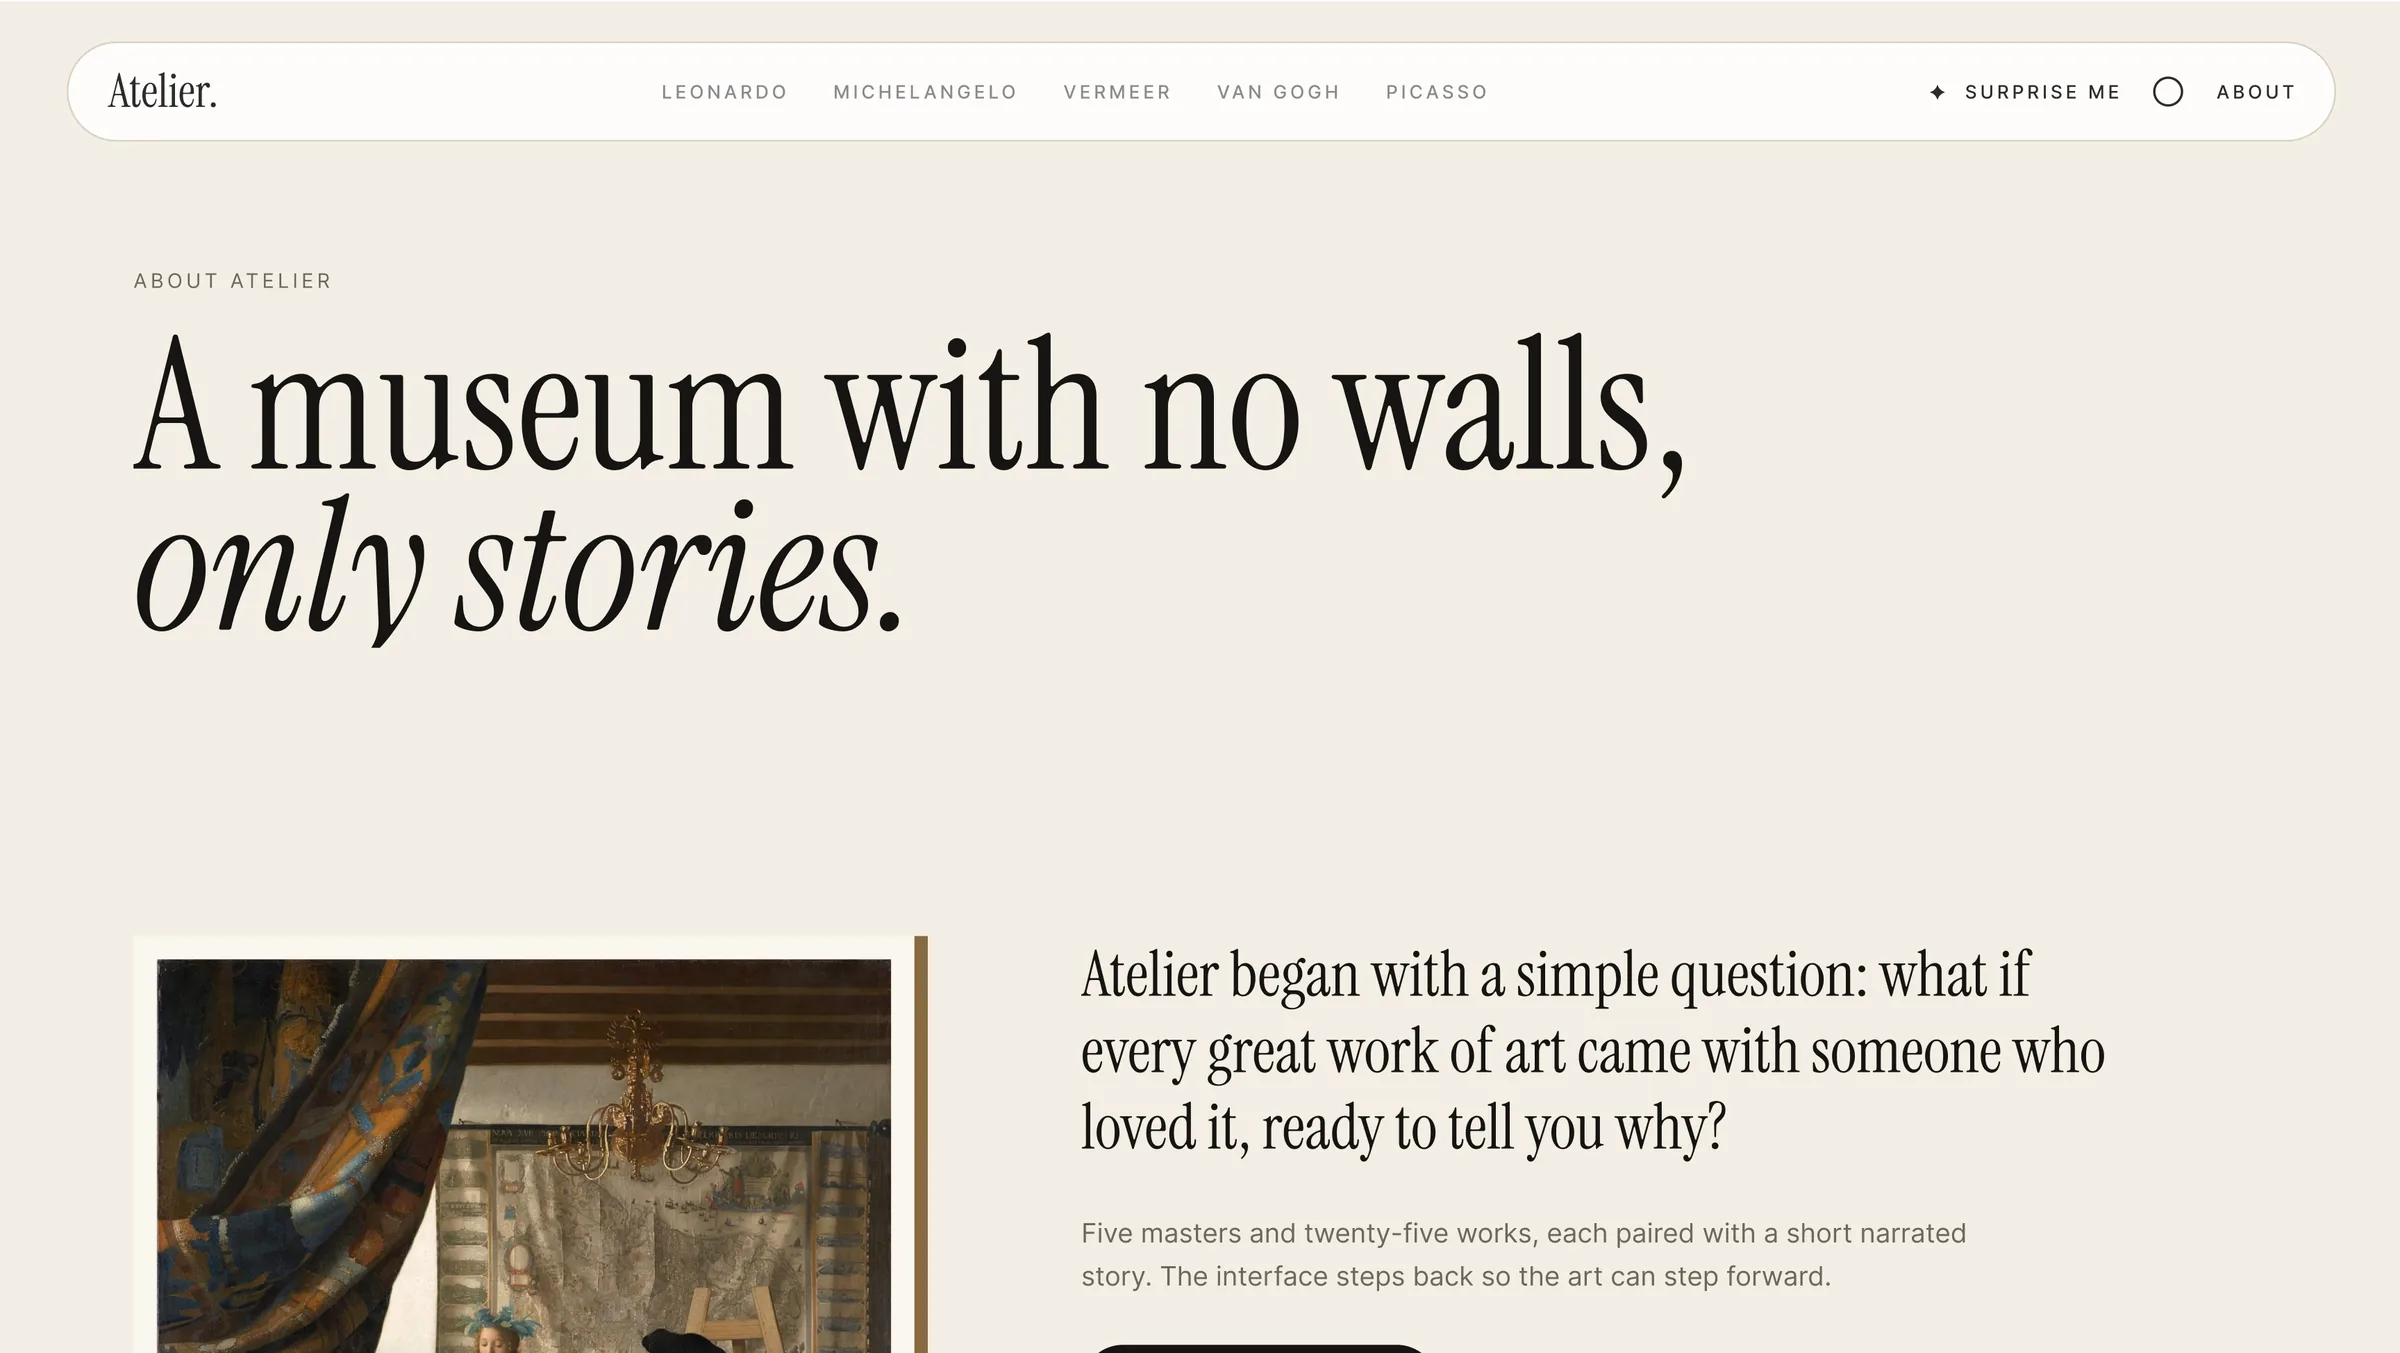 Atelier.
LEONARDO MICHELANGELO VERMEER VAN GOGH PICASSO
SURPRISE ME ABOUT
ABOUT ATELIER
A museum with no walls,
only stories.
Atelier began with a simple question: what if
every great work of art came with someone who
loved it, ready to tell you why?
Five masters and twenty-five works, each paired with a short narrated
story. The interface steps back so the art can step forward.